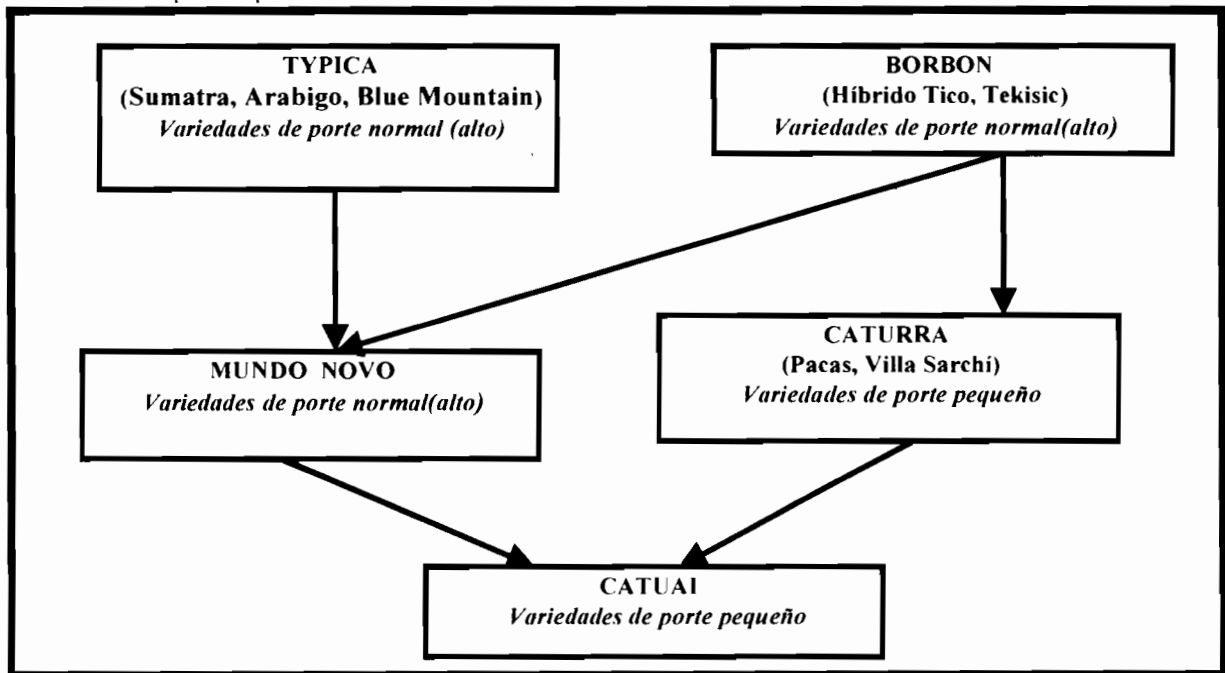 TYPICA
(Sumatra, Arabigo, Blue Mountain)
Variedades de porte normal (alto)
BORBON
(Híbrido Tico, Tekisic)
Variedades de porte normal(alto)
MUNDO NOVO
Variedades de porte normal(alto)
CATURRA
(Pacas, Villa Sarchí)
Variedades de porte pequeño
CATUAI
Variedades de porte pequeño